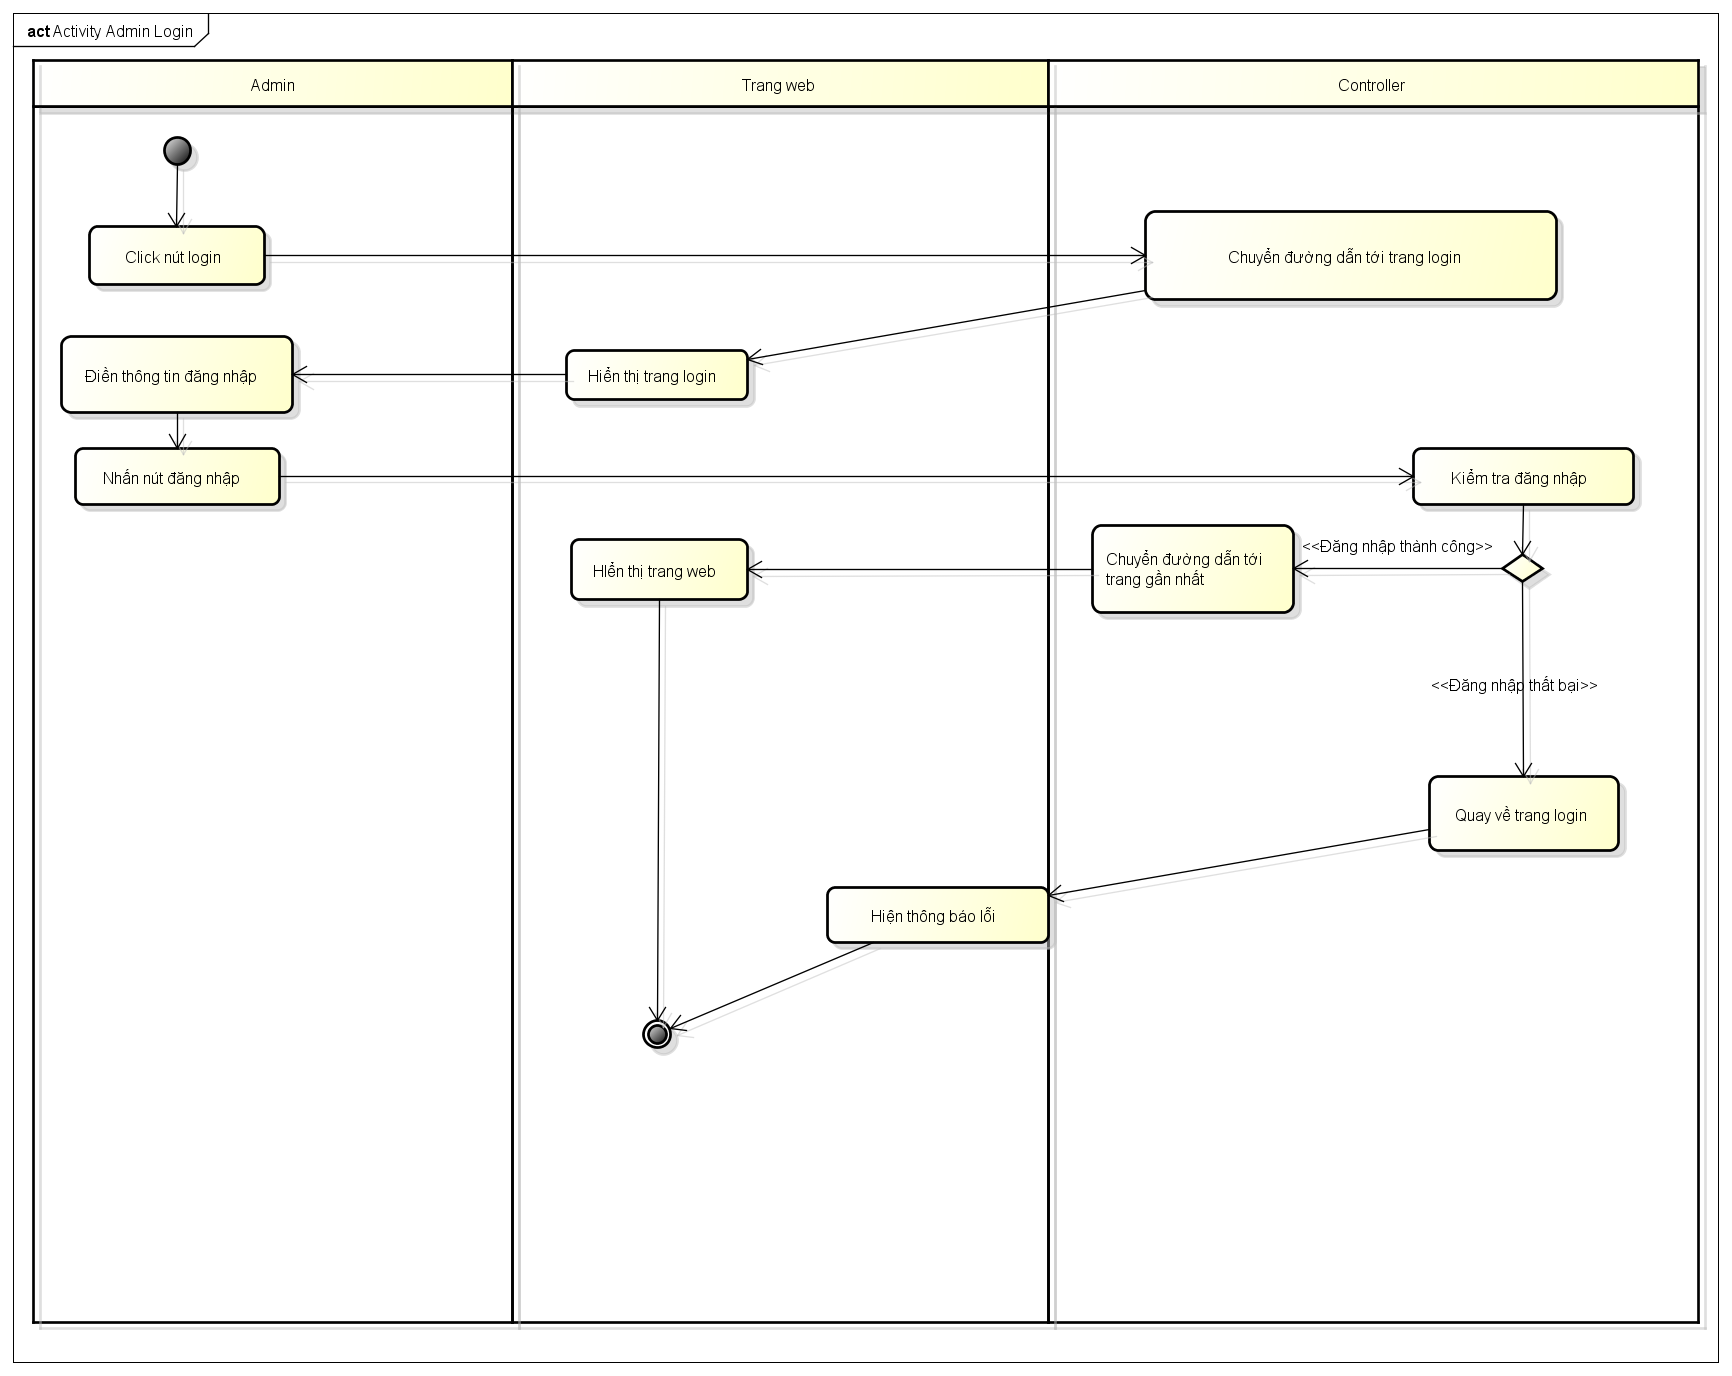 act Activity Admin Login
Admin
Trang web
Controller
Click nút login
Chuyển đường dẫn tới trang login
Điền thông tin đăng nhập
Hiển thị trang login
Nhấn nút đăng nhập
Kiểm tra đăng nhập
<<Đăng nhập thành công>>
HIển thị trang web
Chuyển đường dẫn tới
trang gần nhất
<<Đăng nhập thất bại>>
Quay về trang login
Hiện thông báo lỗi